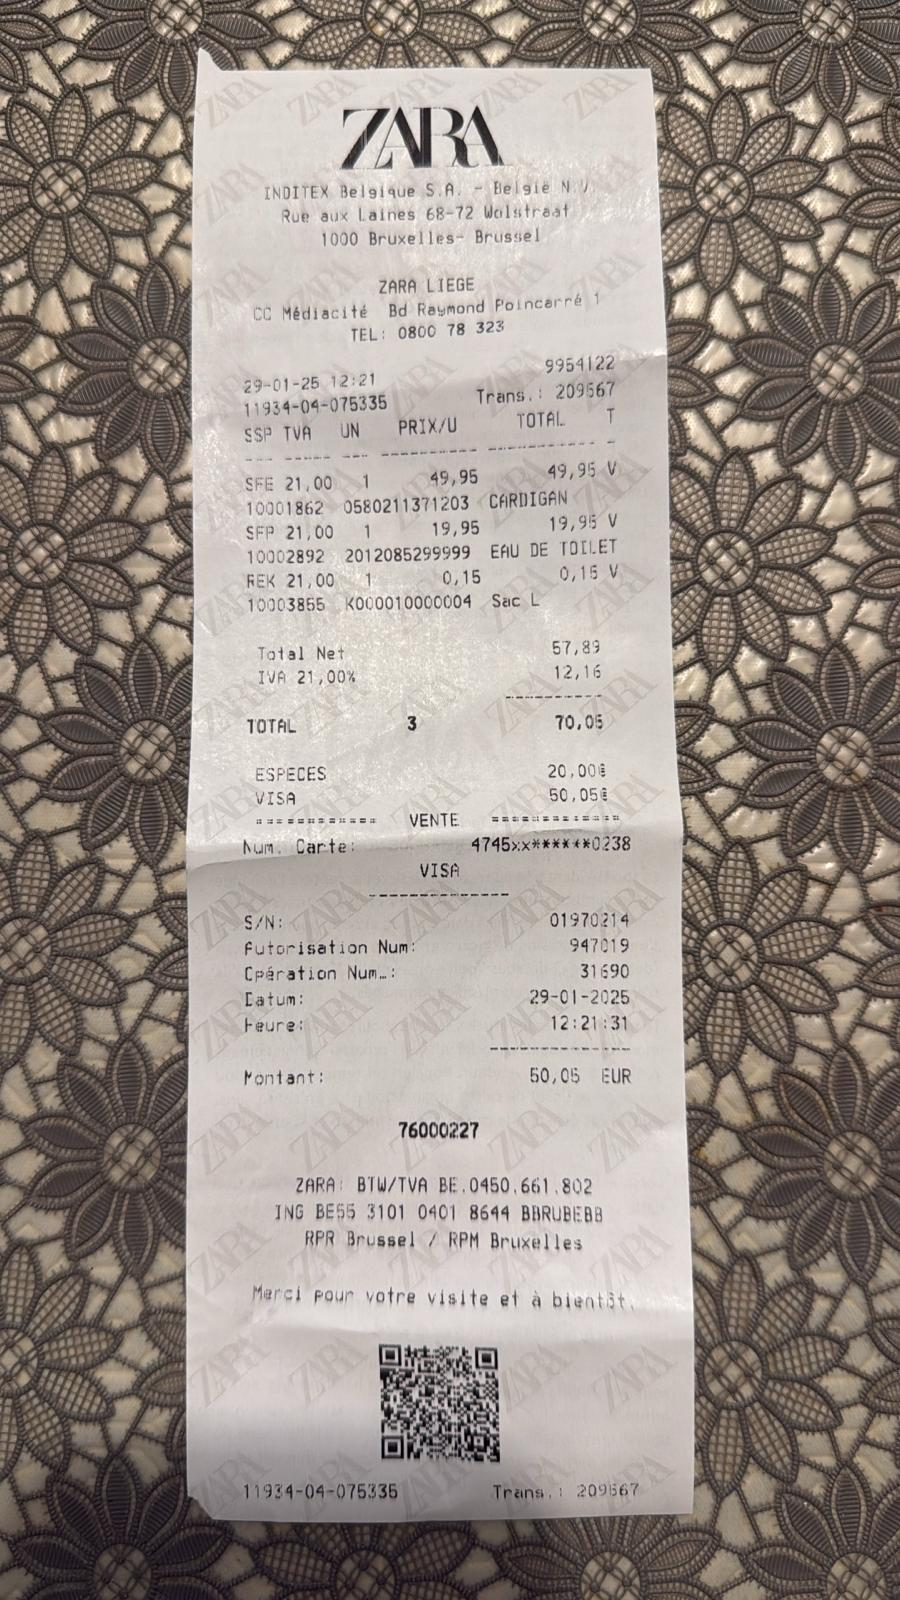 ZARA
INDITEX Belgique S.A. - België N.V.
Rue aux Laines 68-72 Wolstraat
1000 Bruxelles- Brussel
ZARA LIEGE
CC Médiacité Bd Raymond Poincarré 1
TEL: 0800 78 323
9954122
29-01-25 12:21
11934-04-075335 Trans.: 209567
SSP TVA UN PRIX/U TOTAL T
SFE 21,00 1 49,95 49,95 V
10001862 0580211371203 CARDIGAN
SFP 21,00 1 19,95 19,95 V
10002892 2012085299999 EAU DE TOILET
REK 21,00 1 0,15 0,15 V
10003855 K000010000004 Sac L
Total Net 57,89
IVA 21,00% 12,16
TOTAL 3 70,05
ESPECES 20,00€
VISA 50,05€
============ VENTE =============
Num. Carte: 4745xx******0238
VISA
S/N: 01970214
Autorisation Num: 947019
Opération Num.: 31690
Datum: 29-01-2025
Heure: 12:21:31
Montant: 50,05 EUR
76000227
ZARA: BTW/TVA BE.0450.661.802
ING BE55 3101 0401 8644 BBRUBEBB
RPR Brussel / RPM Bruxelles
Merci pour votre visite et à bientôt.
11934-04-075335 Trans.: 209567